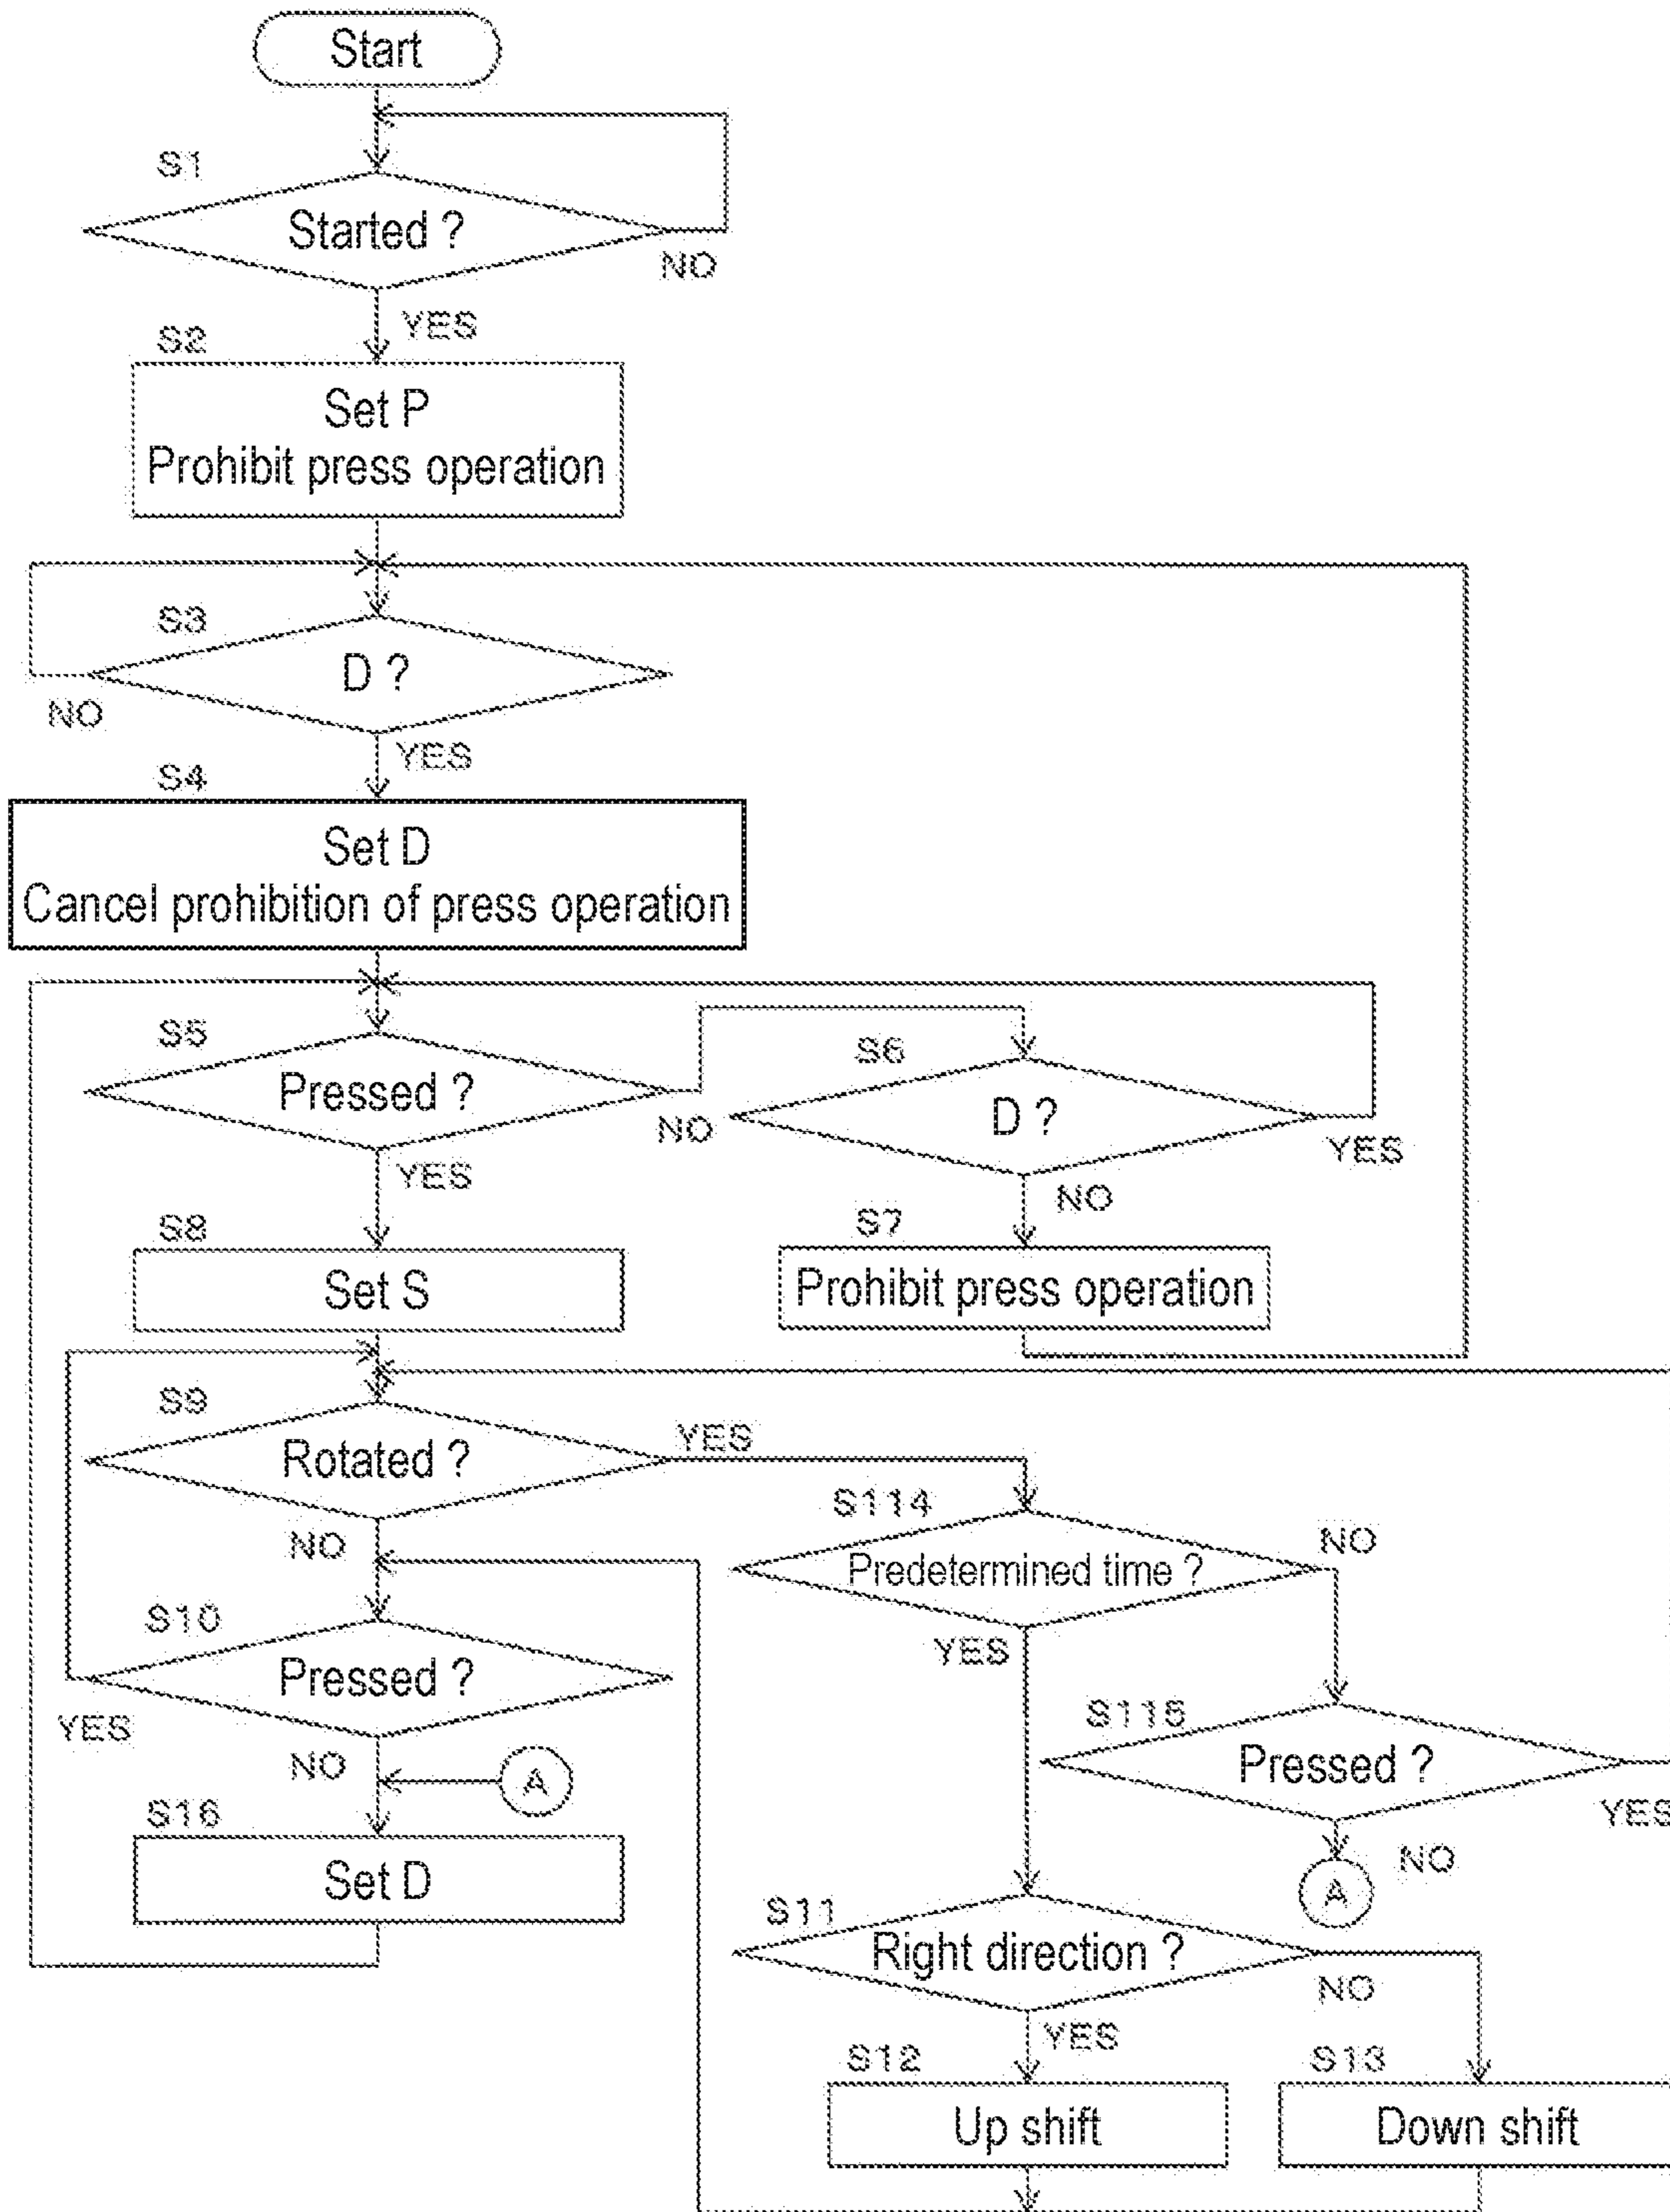 Start
S1
Started ?
NO
YES
S2
Set P
Prohibit press operation
S3
D ?
NO
YES
S4
Set D
Cancel prohibition of press operation
S5
Pressed ?
NO
YES
S6
D ?
YES
NO
S7
Prohibit press operation
S8
Set S
S9
Rotated ?
YES
NO
S114
Predetermined time ?
NO
YES
S10
Pressed ?
YES
NO
A
S115
Pressed ?
YES
NO
A
S16
Set D
S11
Right direction ?
NO
YES
S12
Up shift
S13
Down shift